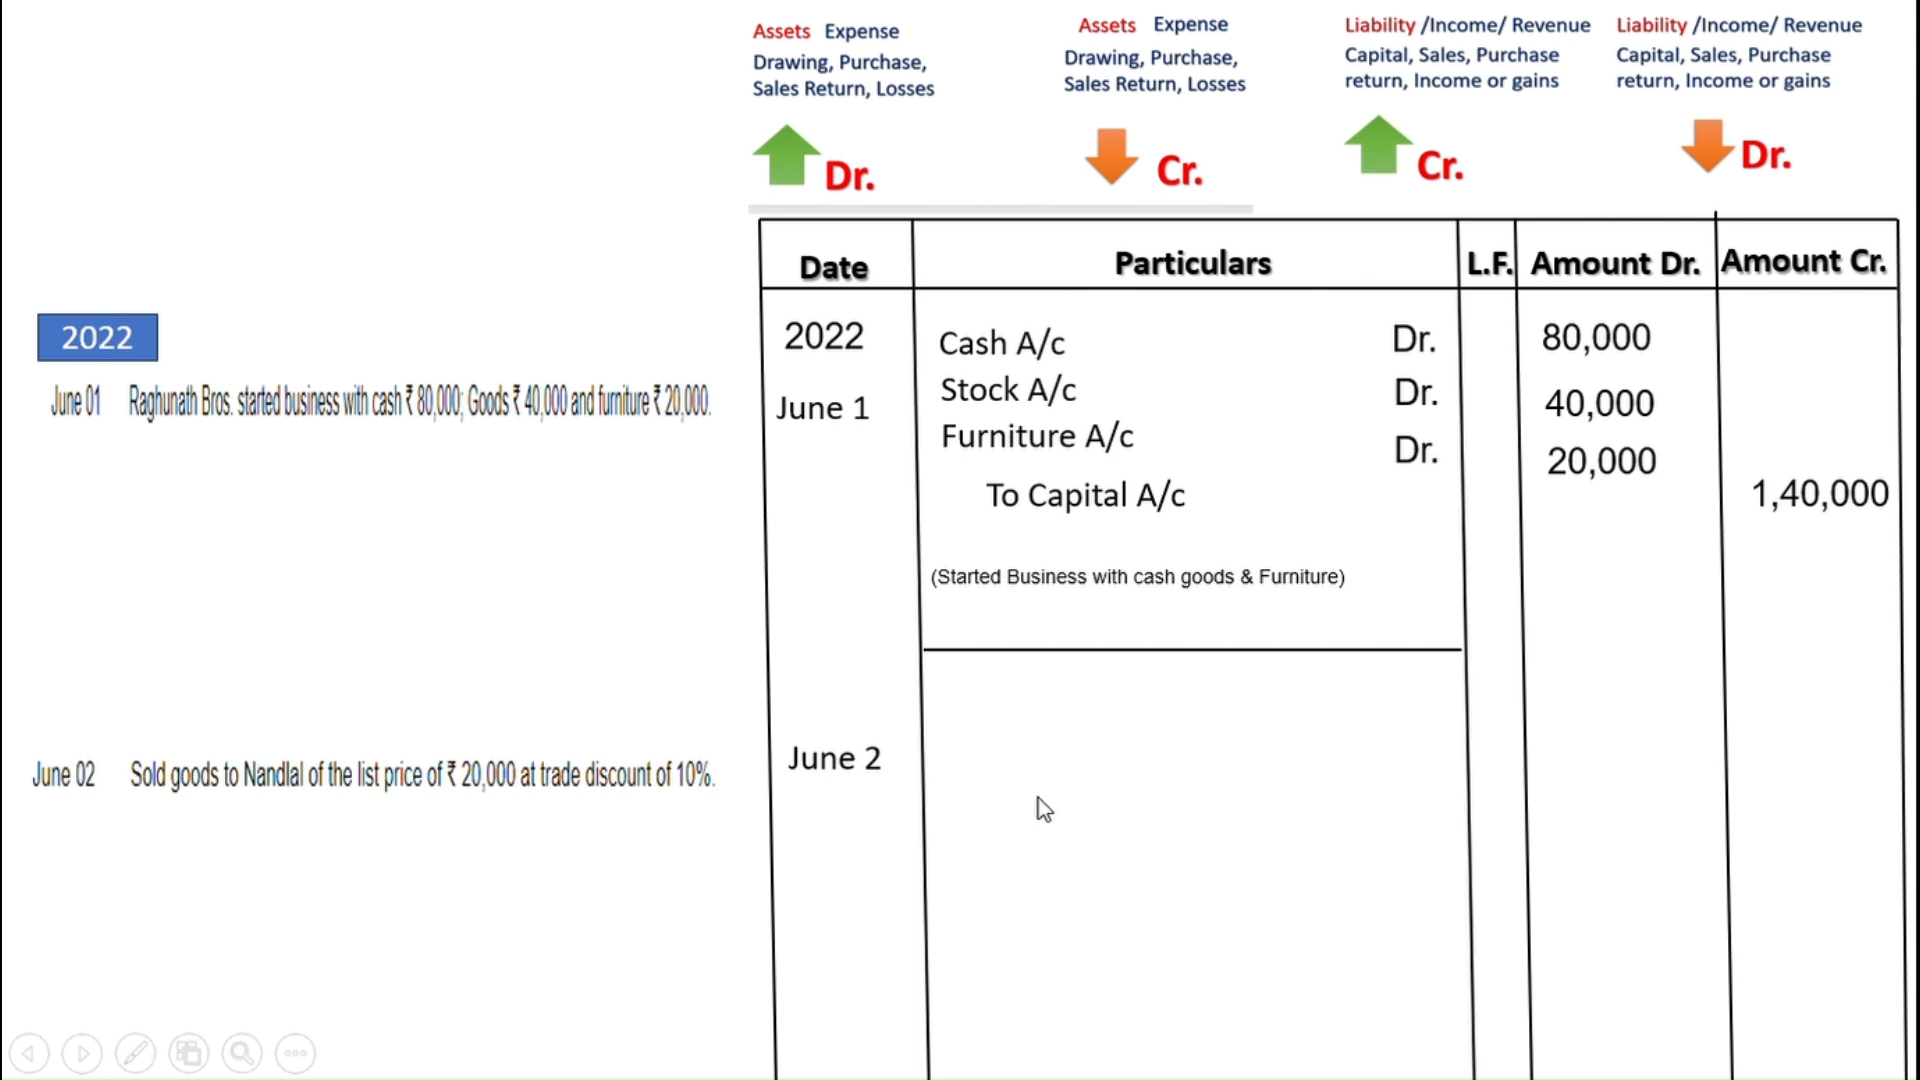 Assets Expense
Drawing, Purchase,
Sales Return, Losses
Dr.
Assets Expense
Drawing, Purchase,
Sales Return, Losses
Cr.
Liability /Income/ Revenue
Capital, Sales, Purchase
return, Income or gains
Cr.
Liability /Income/ Revenue
Capital, Sales, Purchase
return, Income or gains
Dr.
2022
June 01 Raghunath Bros. started business with cash ₹ 80,000; Goods ₹ 40,000 and furniture ₹ 20,000.
June 02 Sold goods to Nandlal of the list price of ₹ 20,000 at trade discount of 10%.
Date Particulars L.F. Amount Dr. Amount Cr.
2022 Cash A/c Dr. 80,000
June 1 Stock A/c Dr. 40,000
Furniture A/c Dr. 20,000
To Capital A/c 1,40,000
(Started Business with cash goods & Furniture)
June 2